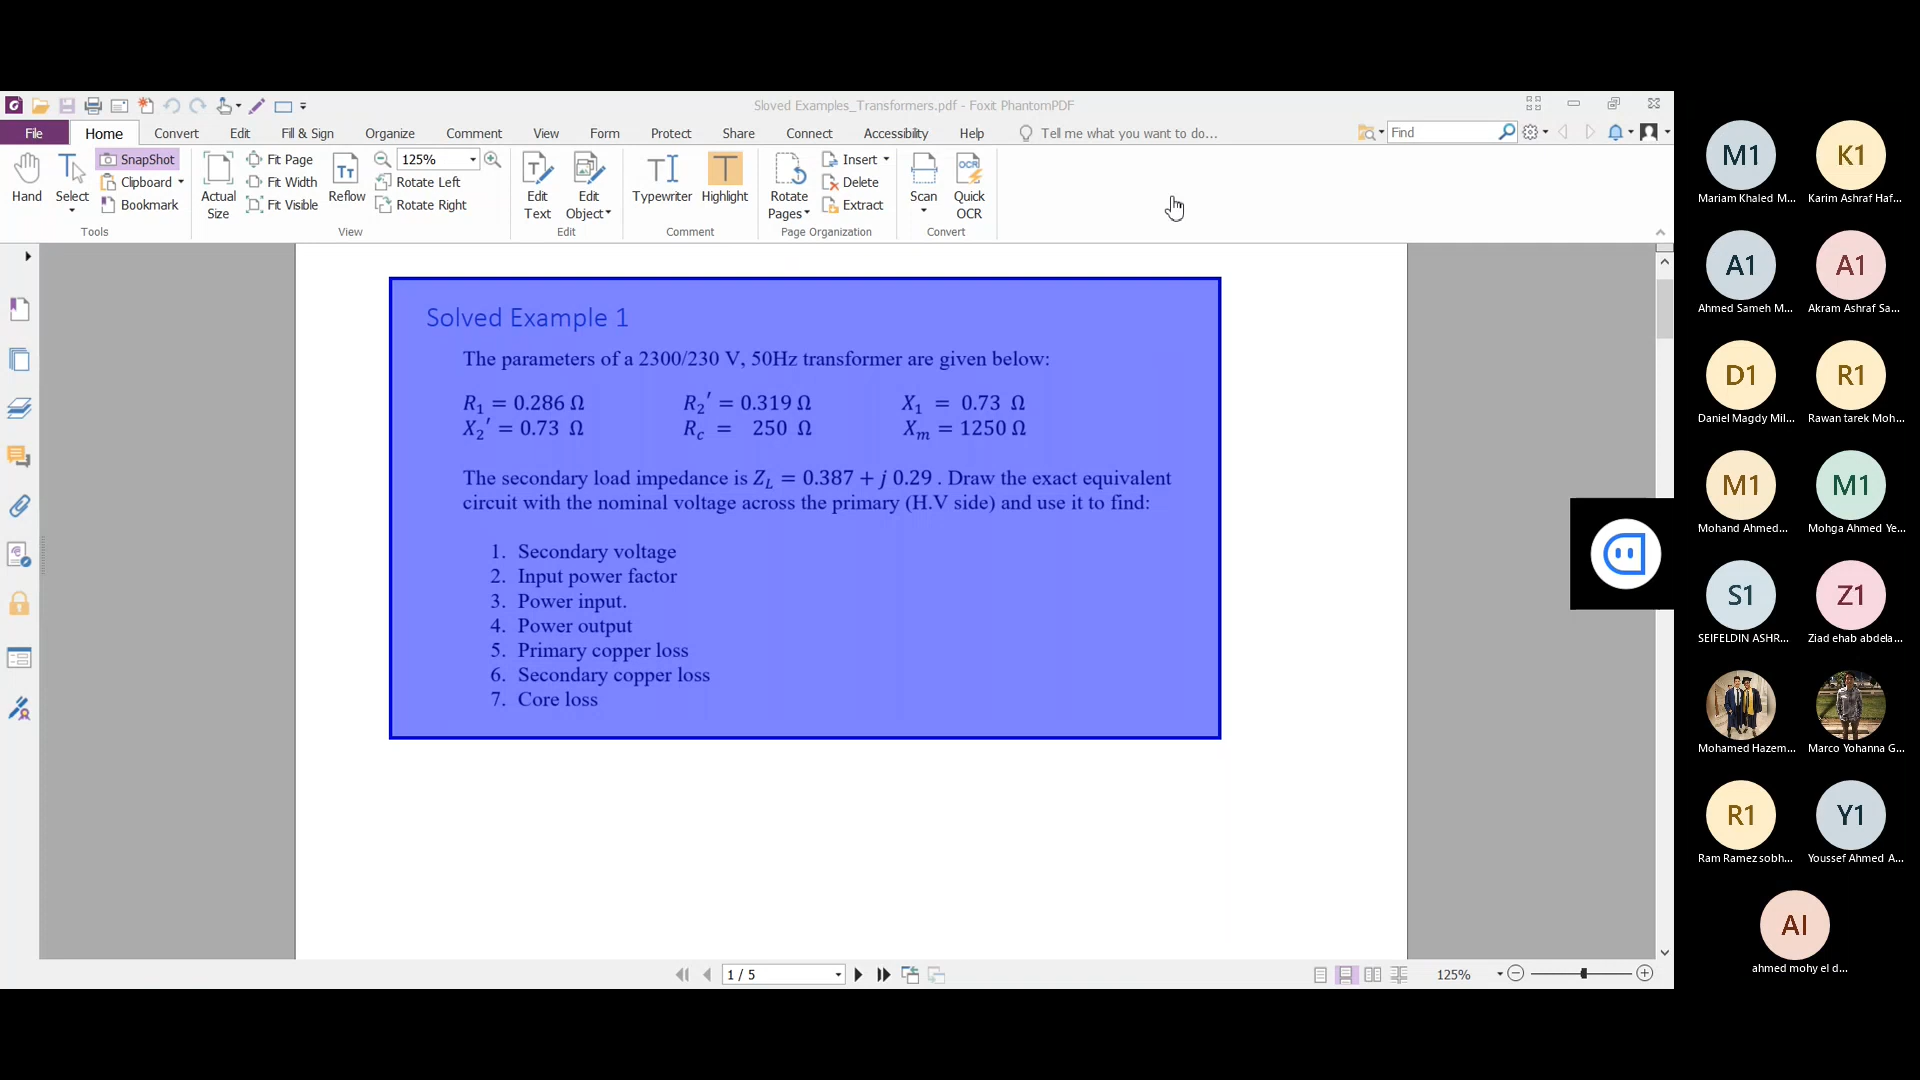 Sloved Examples_Transformers.pdf - Foxit PhantomPDF
File Home Convert Edit Fill & Sign Organize Comment View Form Protect Share Connect Accessibility Help Tell me what you want to do... Find
Hand
Select
SnapShot
Clipboard
Bookmark
Tools
Actual Size
Fit Page
Fit Width
Fit Visible
Reflow
125%
Rotate Left
Rotate Right
View
Edit Text
Edit Object
Edit
Typewriter
Highlight
Comment
Rotate Pages
Insert
Delete
Extract
Page Organization
Scan
OCR
Quick OCR
Convert
Solved Example 1
The parameters of a 2300/230 V, 50Hz transformer are given below:
R₁ = 0.286 Ω R₂′ = 0.319 Ω X₁ = 0.73 Ω
X₂′ = 0.73 Ω R_c = 250 Ω X_m = 1250 Ω
The secondary load impedance is Z_L = 0.387 + j 0.29 . Draw the exact equivalent
circuit with the nominal voltage across the primary (H.V side) and use it to find:
1. Secondary voltage
2. Input power factor
3. Power input.
4. Power output
5. Primary copper loss
6. Secondary copper loss
7. Core loss
1 / 5
125%
M1 K1
Mariam Khaled M... Karim Ashraf Haf...
A1 A1
Ahmed Sameh M... Akram Ashraf Sa...
D1 R1
Daniel Magdy Mil... Rawan tarek Moh...
M1 M1
Mohand Ahmed... Mohga Ahmed Ye...
S1 Z1
SEIFELDIN ASHR... Ziad ehab abdela...
Mohamed Hazem... Marco Yohanna G...
R1 Y1
Ram Ramez sobh... Youssef Ahmed A...
AI
ahmed mohy el d...